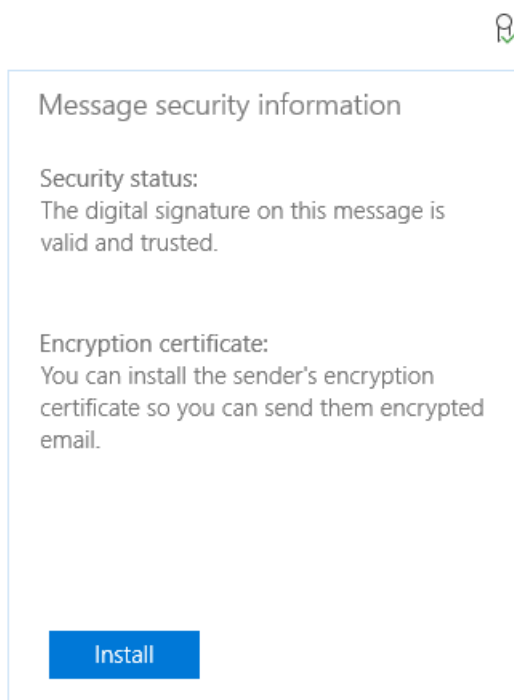 Message security information
Security status:
The digital signature on this message is
valid and trusted.
Encryption certificate:
You can install the sender's encryption
certificate so you can send them encrypted
email.
Install